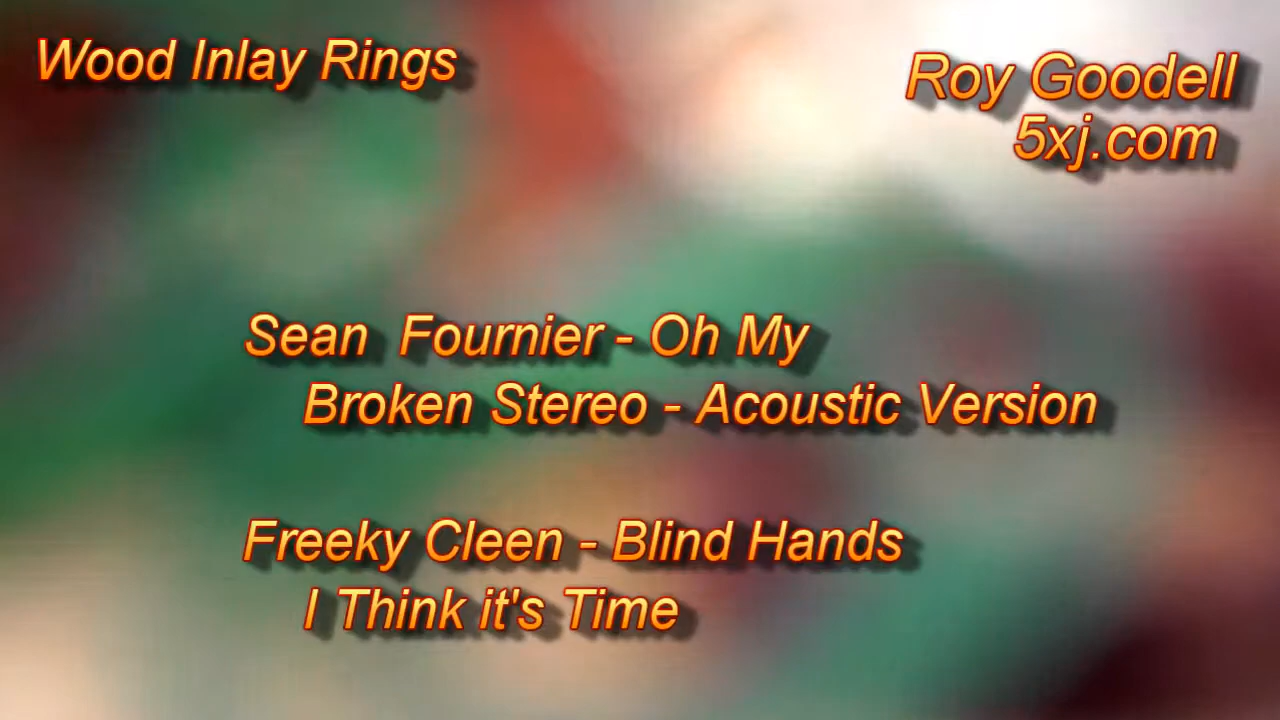 Wood Inlay Rings
Roy Goodell
5xj.com
Sean Fournier - Oh My
Broken Stereo - Acoustic Version
Freeky Cleen - Blind Hands
I Think it's Time